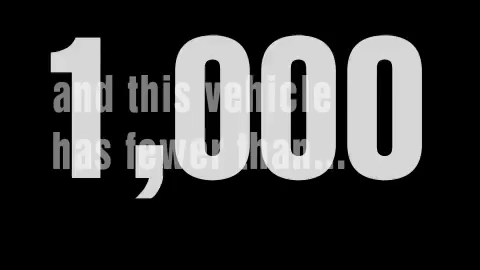 1,000
and this vehicle
has fewer than...